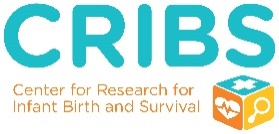 CRIBS
Center for Research for
Infant Birth and Survival